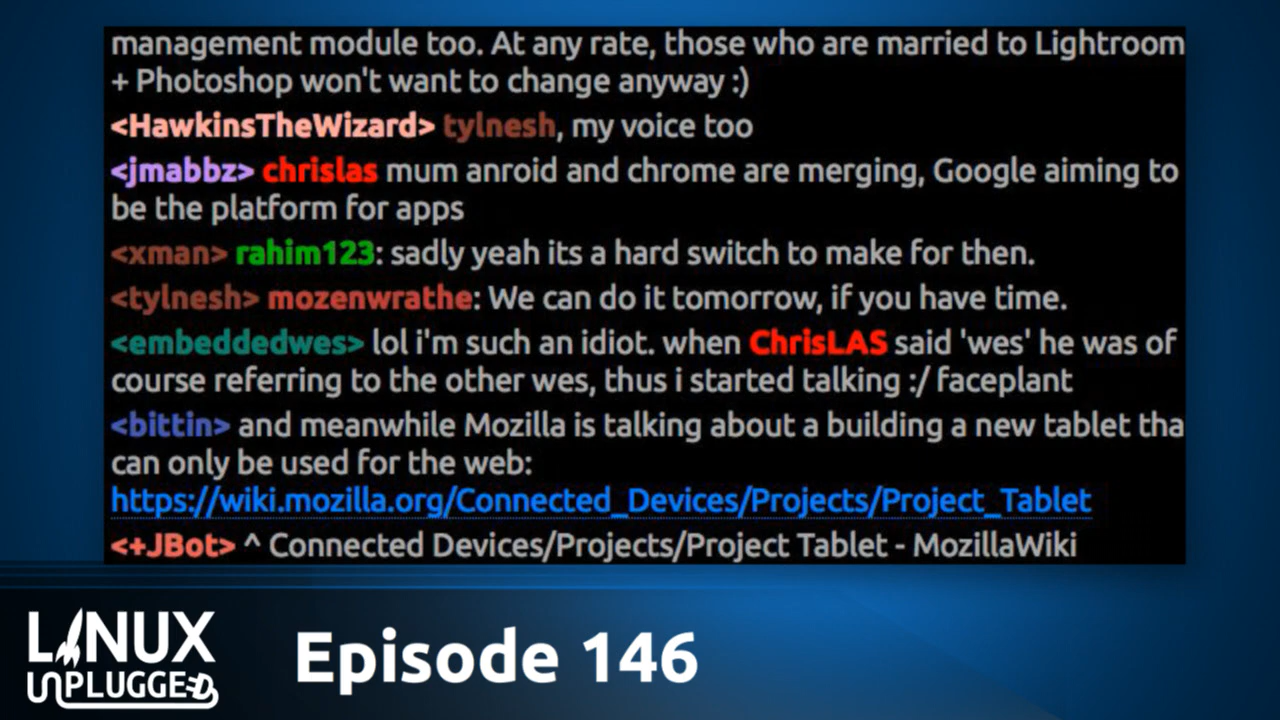 management module too. At any rate, those who are married to Lightroom
+ Photoshop won't want to change anyway :)
<HawkinsTheWizard> tylnesh, my voice too
<jmabbz> chrislas mum anroid and chrome are merging, Google aiming to
be the platform for apps
<xman> rahim123: sadly yeah its a hard switch to make for then.
<tylnesh> mozenwrathe: We can do it tomorrow, if you have time.
<embeddedwes> lol i'm such an idiot. when ChrisLAS said 'wes' he was of
course referring to the other wes, thus i started talking :/ faceplant
<bittin> and meanwhile Mozilla is talking about a building a new tablet tha
can only be used for the web:
https://wiki.mozilla.org/Connected_Devices/Projects/Project_Tablet
<+JBot> ^ Connected Devices/Projects/Project Tablet - MozillaWiki
LINUX
UNPLUGGED
Episode 146